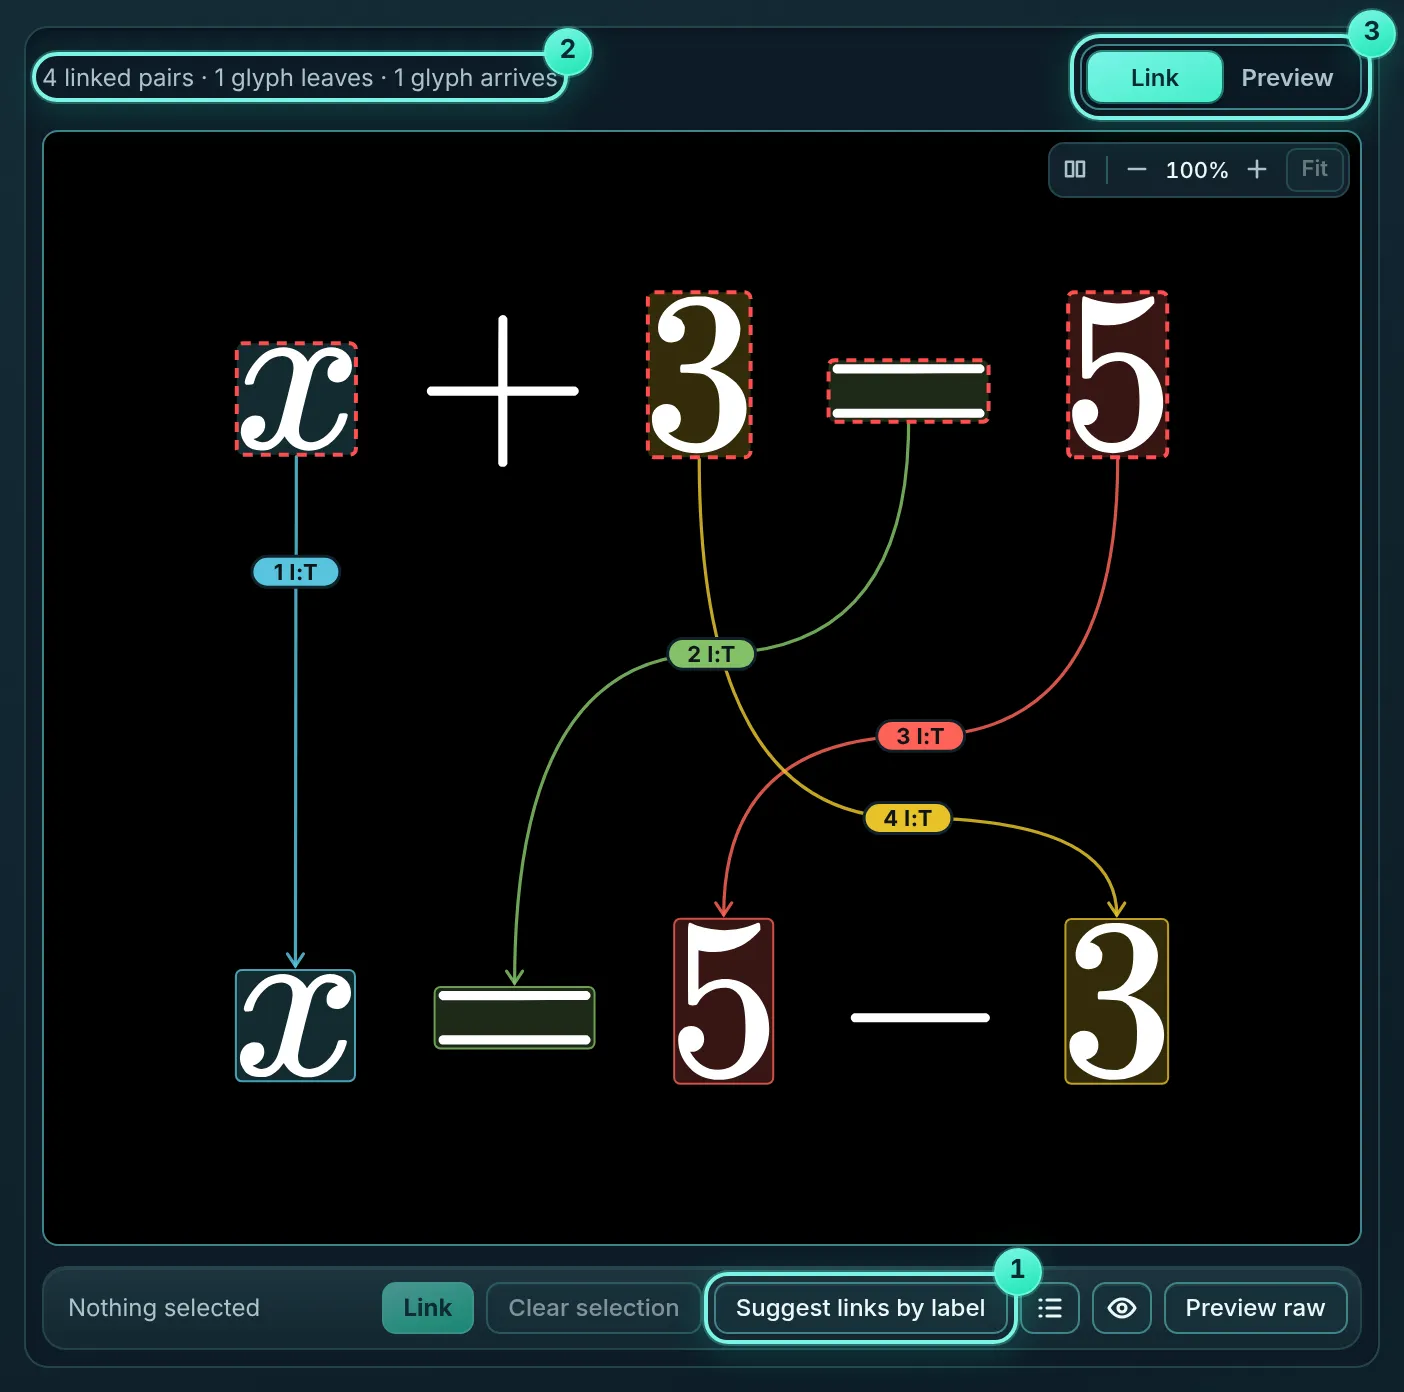 2
3
4 linked pairs · 1 glyph leaves · 1 glyph arrives
Link Preview
100% Fit
x + 3 = 5
1 I:T
2 I:T
3 I:T
4 I:T
x = 5 − 3
1
Nothing selected Link Clear selection Suggest links by label Preview raw